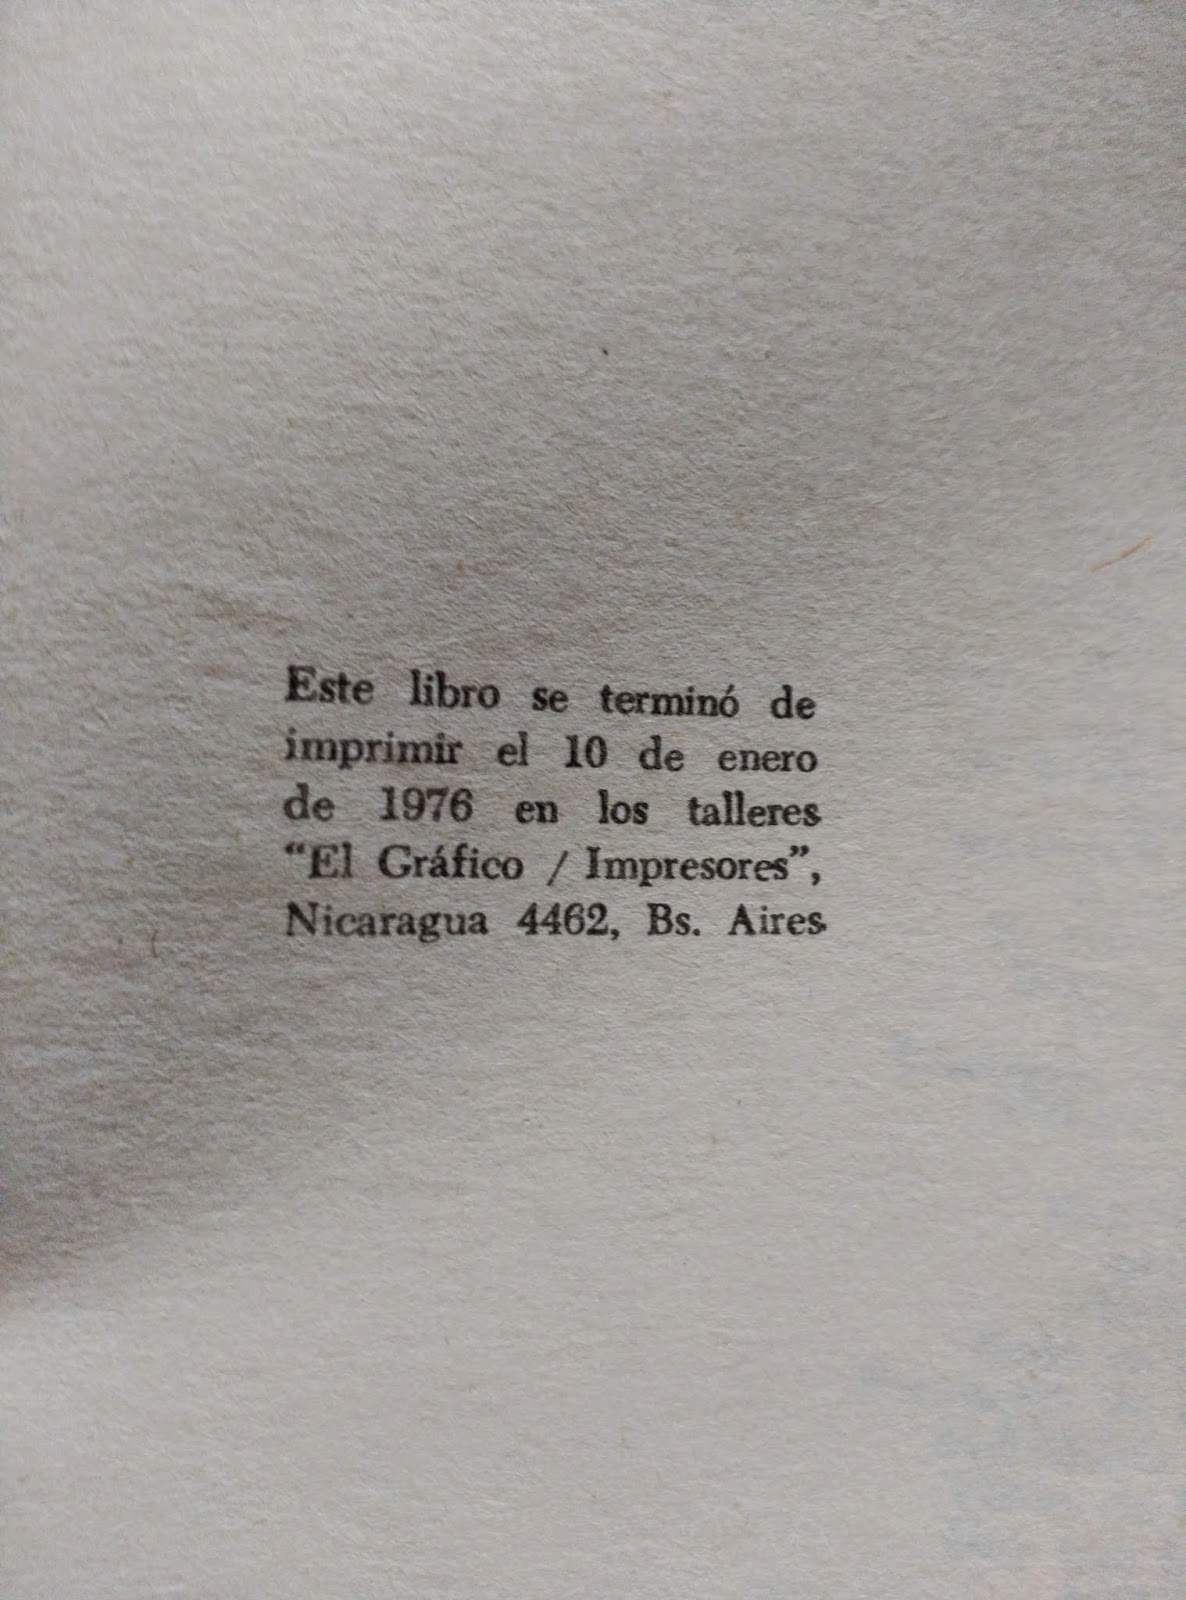 Este libro se terminó de
imprimir el 10 de enero
de 1976 en los talleres
“El Gráfico / Impresores”,
Nicaragua 4462, Bs. Aires